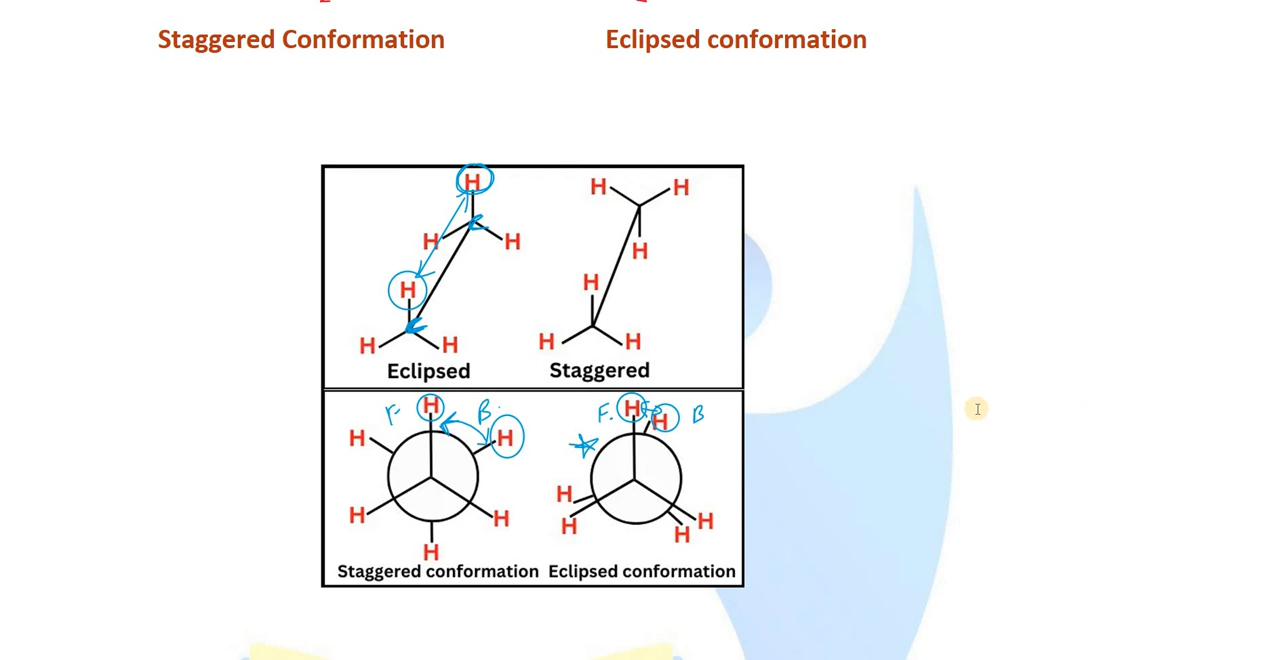 Staggered Conformation Eclipsed conformation
H H H
H H
H
H H
H H H H
Eclipsed Staggered
F. H B. F. H H B
H H
H H
H H H H
H H
Staggered conformation Eclipsed conformation